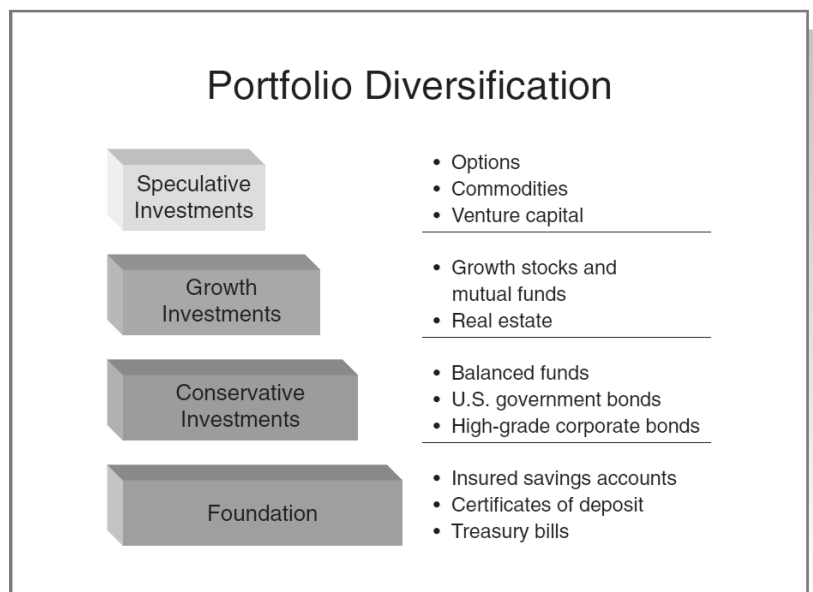 Portfolio Diversification
Speculative
Investments
• Options
• Commodities
• Venture capital
Growth
Investments
• Growth stocks and
mutual funds
• Real estate
Conservative
Investments
• Balanced funds
• U.S. government bonds
• High-grade corporate bonds
Foundation
• Insured savings accounts
• Certificates of deposit
• Treasury bills